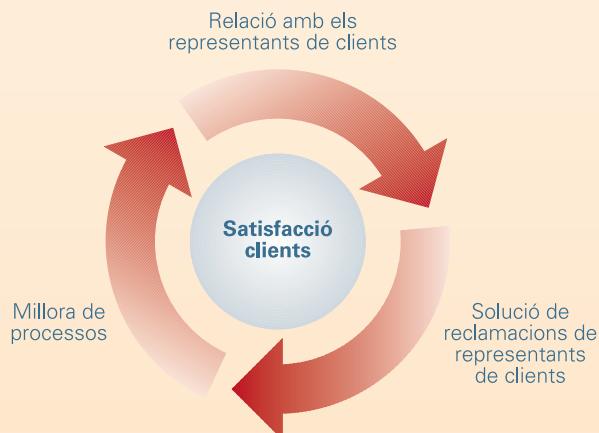 Relació amb els
representants de clients
Satisfacció
clients
Millora de
processos
Solució de
reclamacions de
representants
de clients